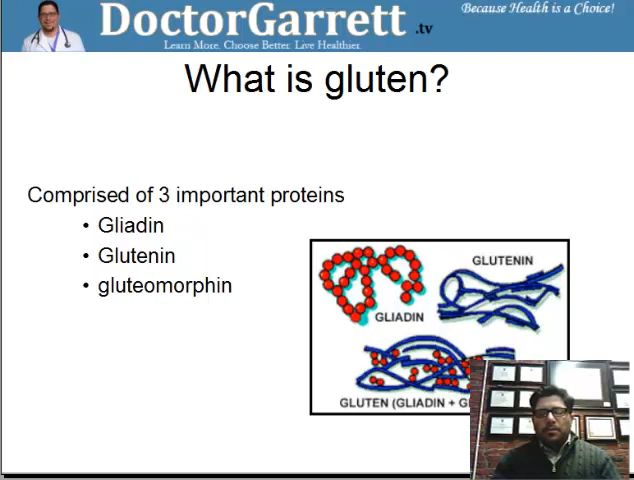 DoctorGarrett.tv
Because Health is a Choice!
Learn More. Choose Better. Live Healthier.
What is gluten?
Comprised of 3 important proteins
• Gliadin
• Glutenin
• gluteomorphin
GLUTENIN
GLIADIN
GLUTEN (GLIADIN + G